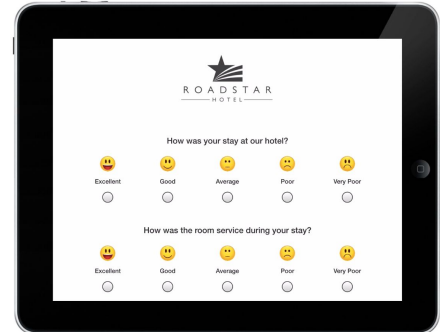 ROADSTAR
HOTEL
How was your stay at our hotel?
Excellent Good Average Poor Very Poor
How was the room service during your stay?
Excellent Good Average Poor Very Poor